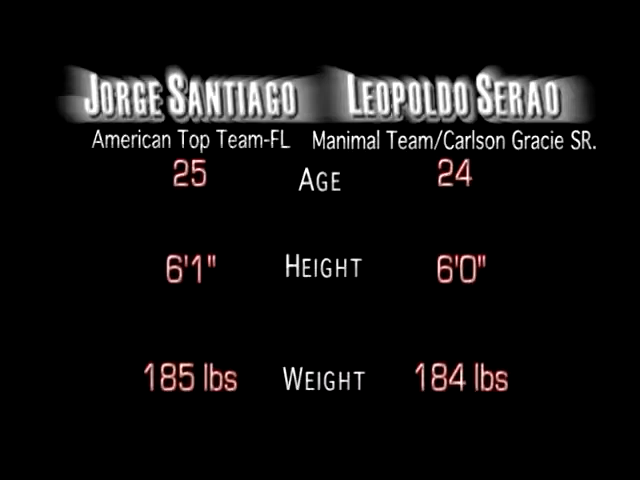 JORGE SANTIAGO LEOPOLDO SERAO
American Top Team-FL Manimal Team/Carlson Gracie SR.
25 AGE 24
6'1" HEIGHT 6'0"
185 lbs WEIGHT 184 lbs